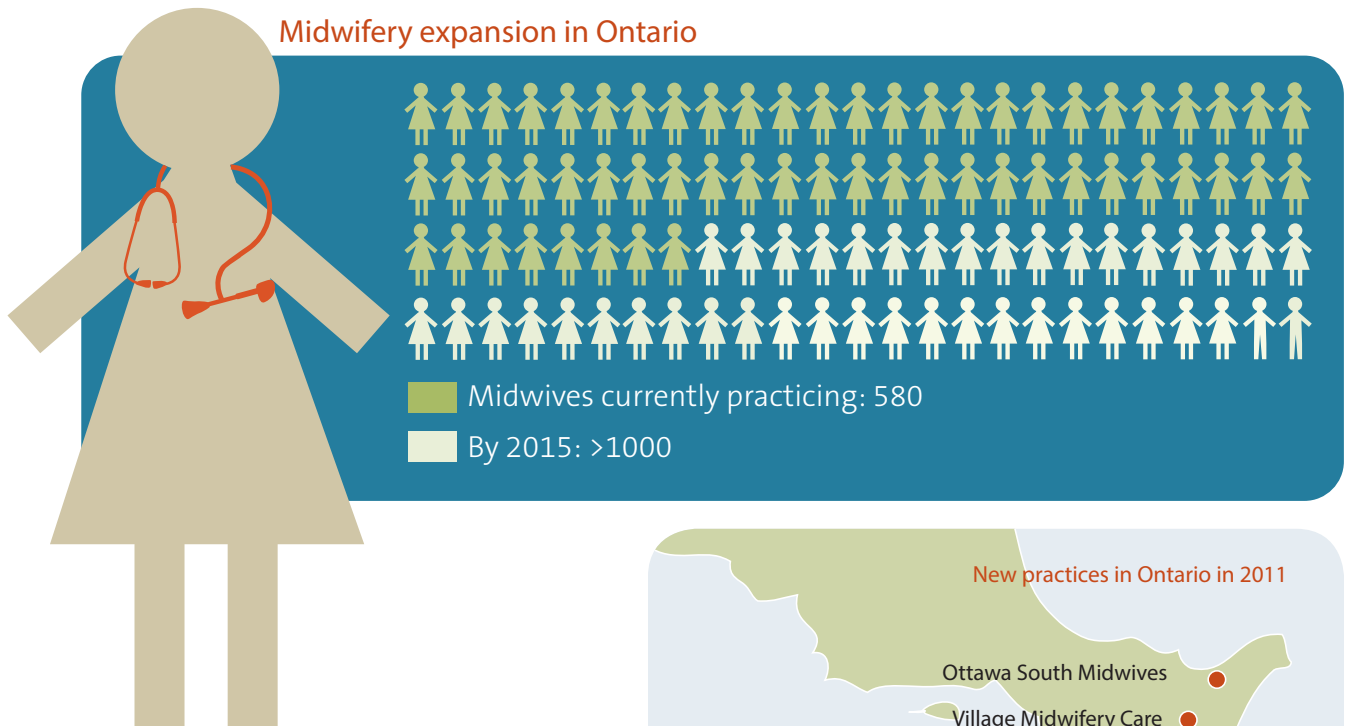 Midwifery expansion in Ontario
Midwives currently practicing: 580
By 2015: >1000
New practices in Ontario in 2011
Ottawa South Midwives
Village Midwifery Care